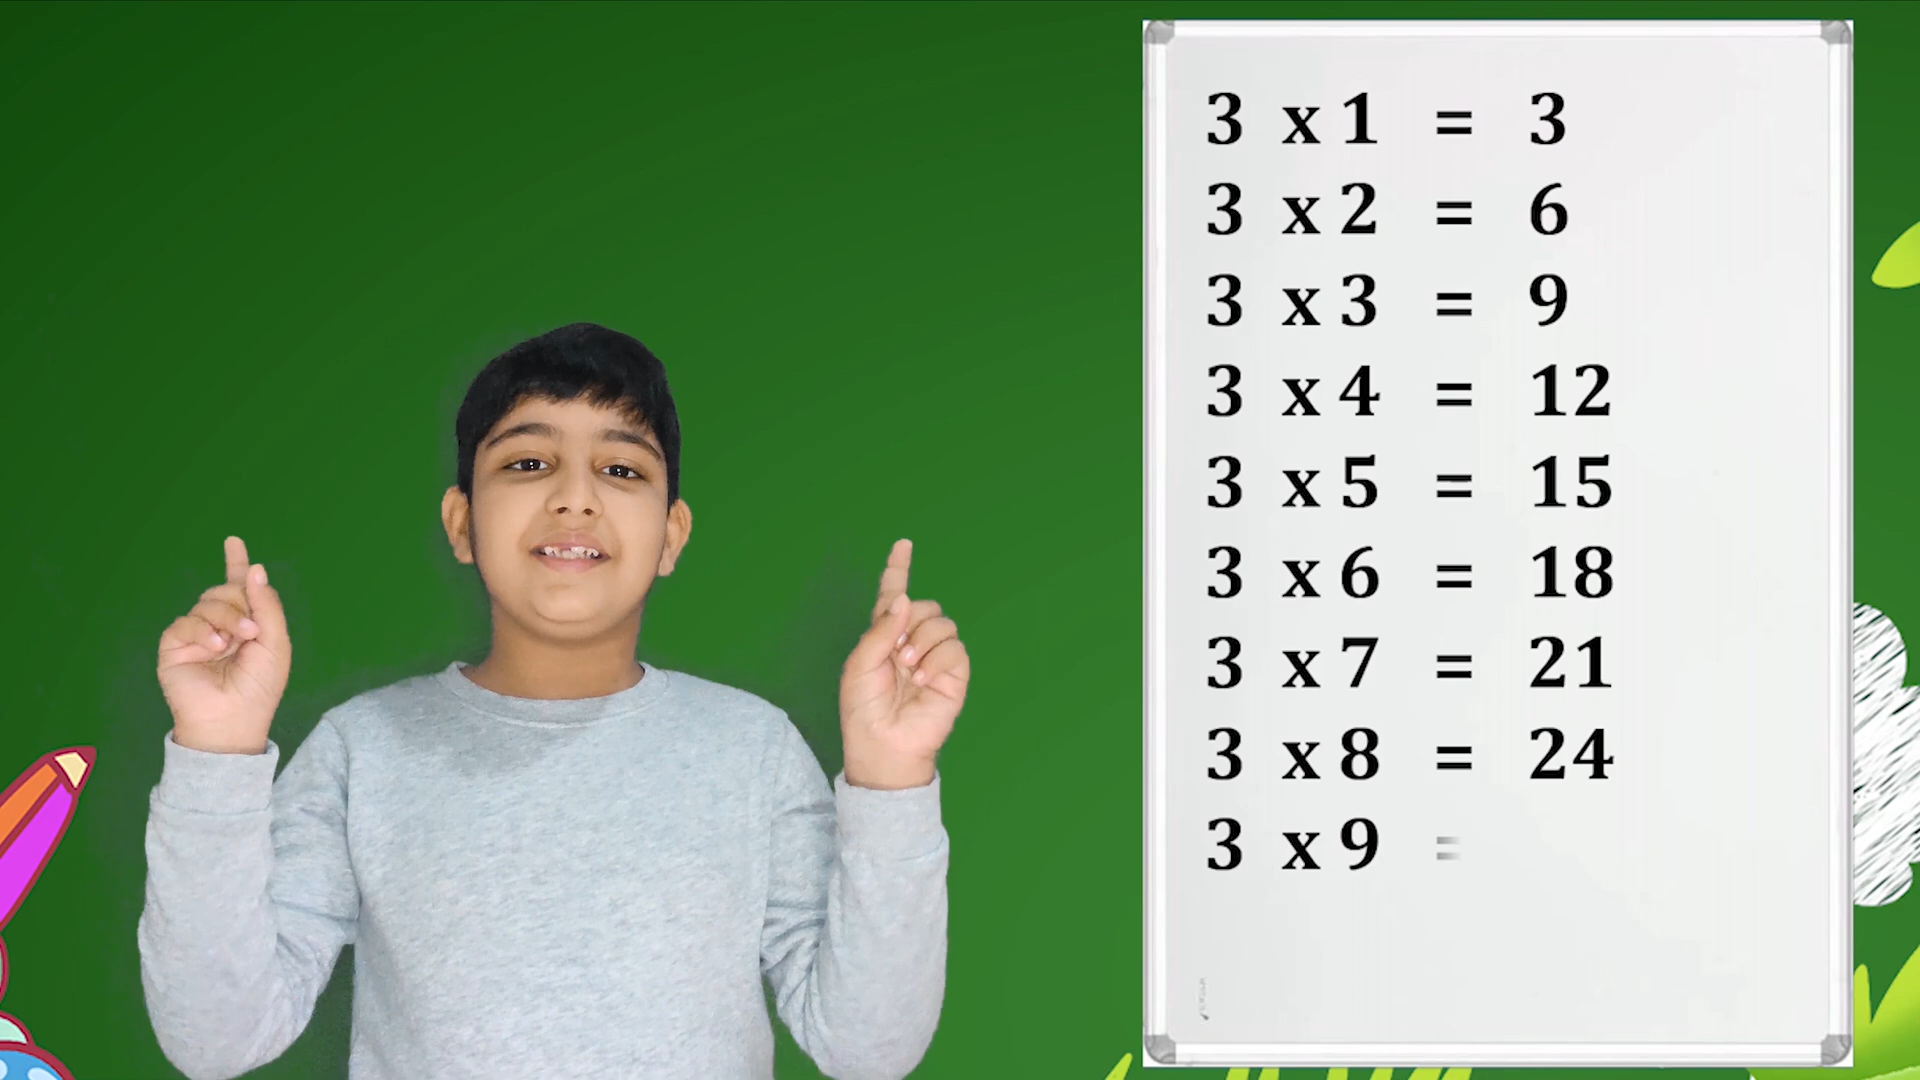 3 x 1 = 3
3 x 2 = 6
3 x 3 = 9
3 x 4 = 12
3 x 5 = 15
3 x 6 = 18
3 x 7 = 21
3 x 8 = 24
3 x 9 =